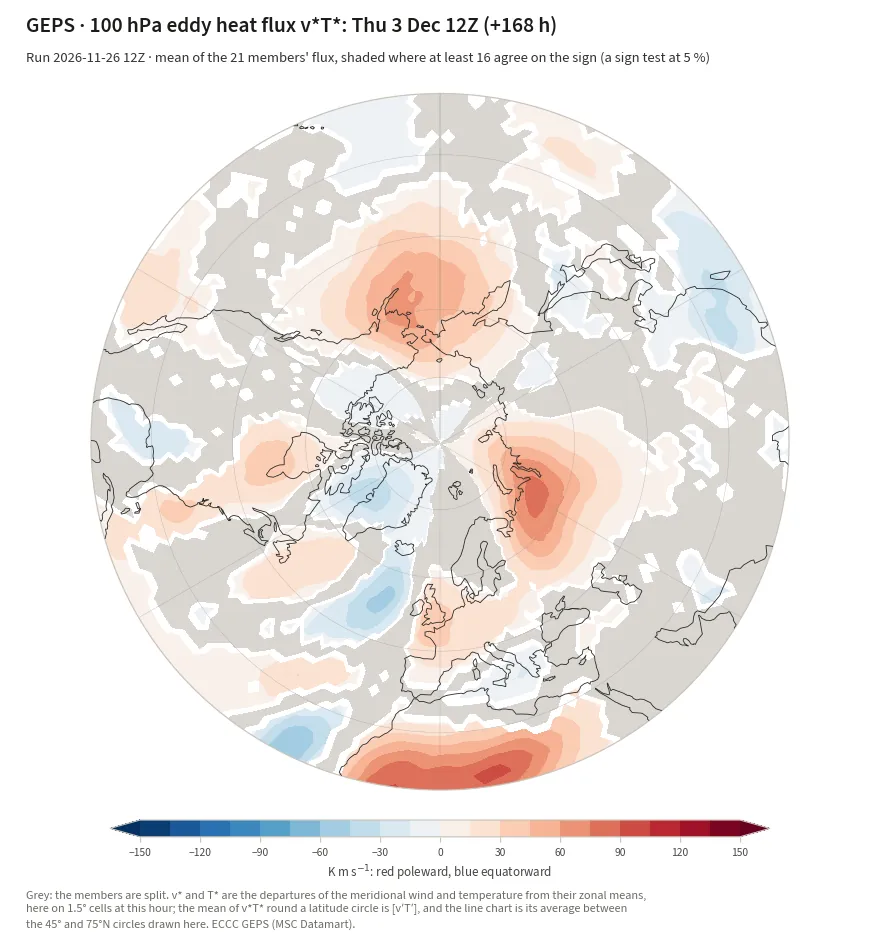 GEPS · 100 hPa eddy heat flux v*T*: Thu 3 Dec 12Z (+168 h)
Run 2026-11-26 12Z · mean of the 21 members' flux, shaded where at least 16 agree on the sign (a sign test at 5 %)
−150 −120 −90 −60 −30 0 30 60 90 120 150
K m s⁻¹: red poleward, blue equatorward
Grey: the members are split. v* and T* are the departures of the meridional wind and temperature from their zonal means,
here on 1.5° cells at this hour; the mean of v*T* round a latitude circle is [v'T'], and the line chart is its average between
the 45° and 75°N circles drawn here. ECCC GEPS (MSC Datamart).